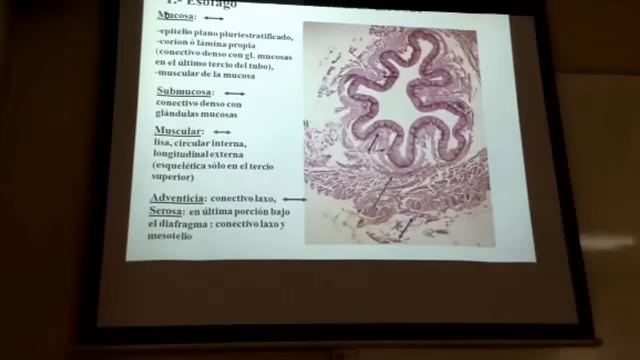 1.- Esófago
Mucosa:
-epitelio plano pluriestratificado,
-corion ó lámina propia
(conectivo denso con gl. mucosas
en el último tercio del tubo),
-muscular de la mucosa
Submucosa:
conectivo denso con
glándulas mucosas
Muscular:
lisa, circular interna,
longitudinal externa
(esquelética sólo en el tercio
superior)
Adventicia: conectivo laxo,
Serosa: en última porción bajo
el diafragma : conectivo laxo y
mesotelio